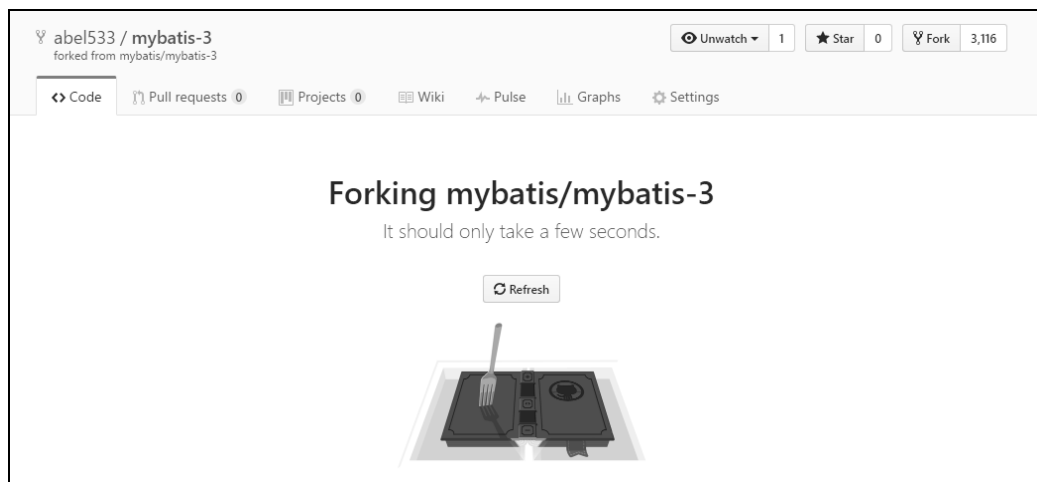 abel533 / mybatis-3
forked from mybatis/mybatis-3
Unwatch 1 Star 0 Fork 3,116
Code Pull requests 0 Projects 0 Wiki Pulse Graphs Settings
Forking mybatis/mybatis-3
It should only take a few seconds.
Refresh